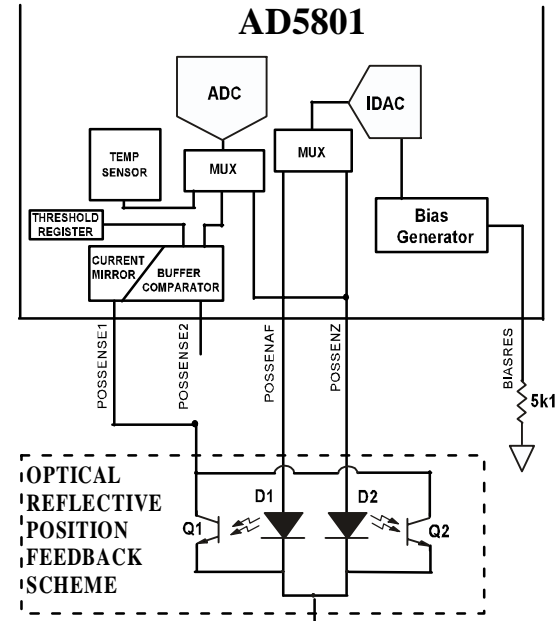 AD5801
ADC
IDAC
TEMP
SENSOR
MUX
MUX
THRESHOLD
REGISTER
CURRENT
MIRROR
BUFFER
COMPARATOR
Bias
Generator
POSSENSE1
POSSENSE2
POSSENAF
POSSENZ
BIASRES
5k1
OPTICAL
REFLECTIVE
POSITION
FEEDBACK
SCHEME
Q1
D1
D2
Q2